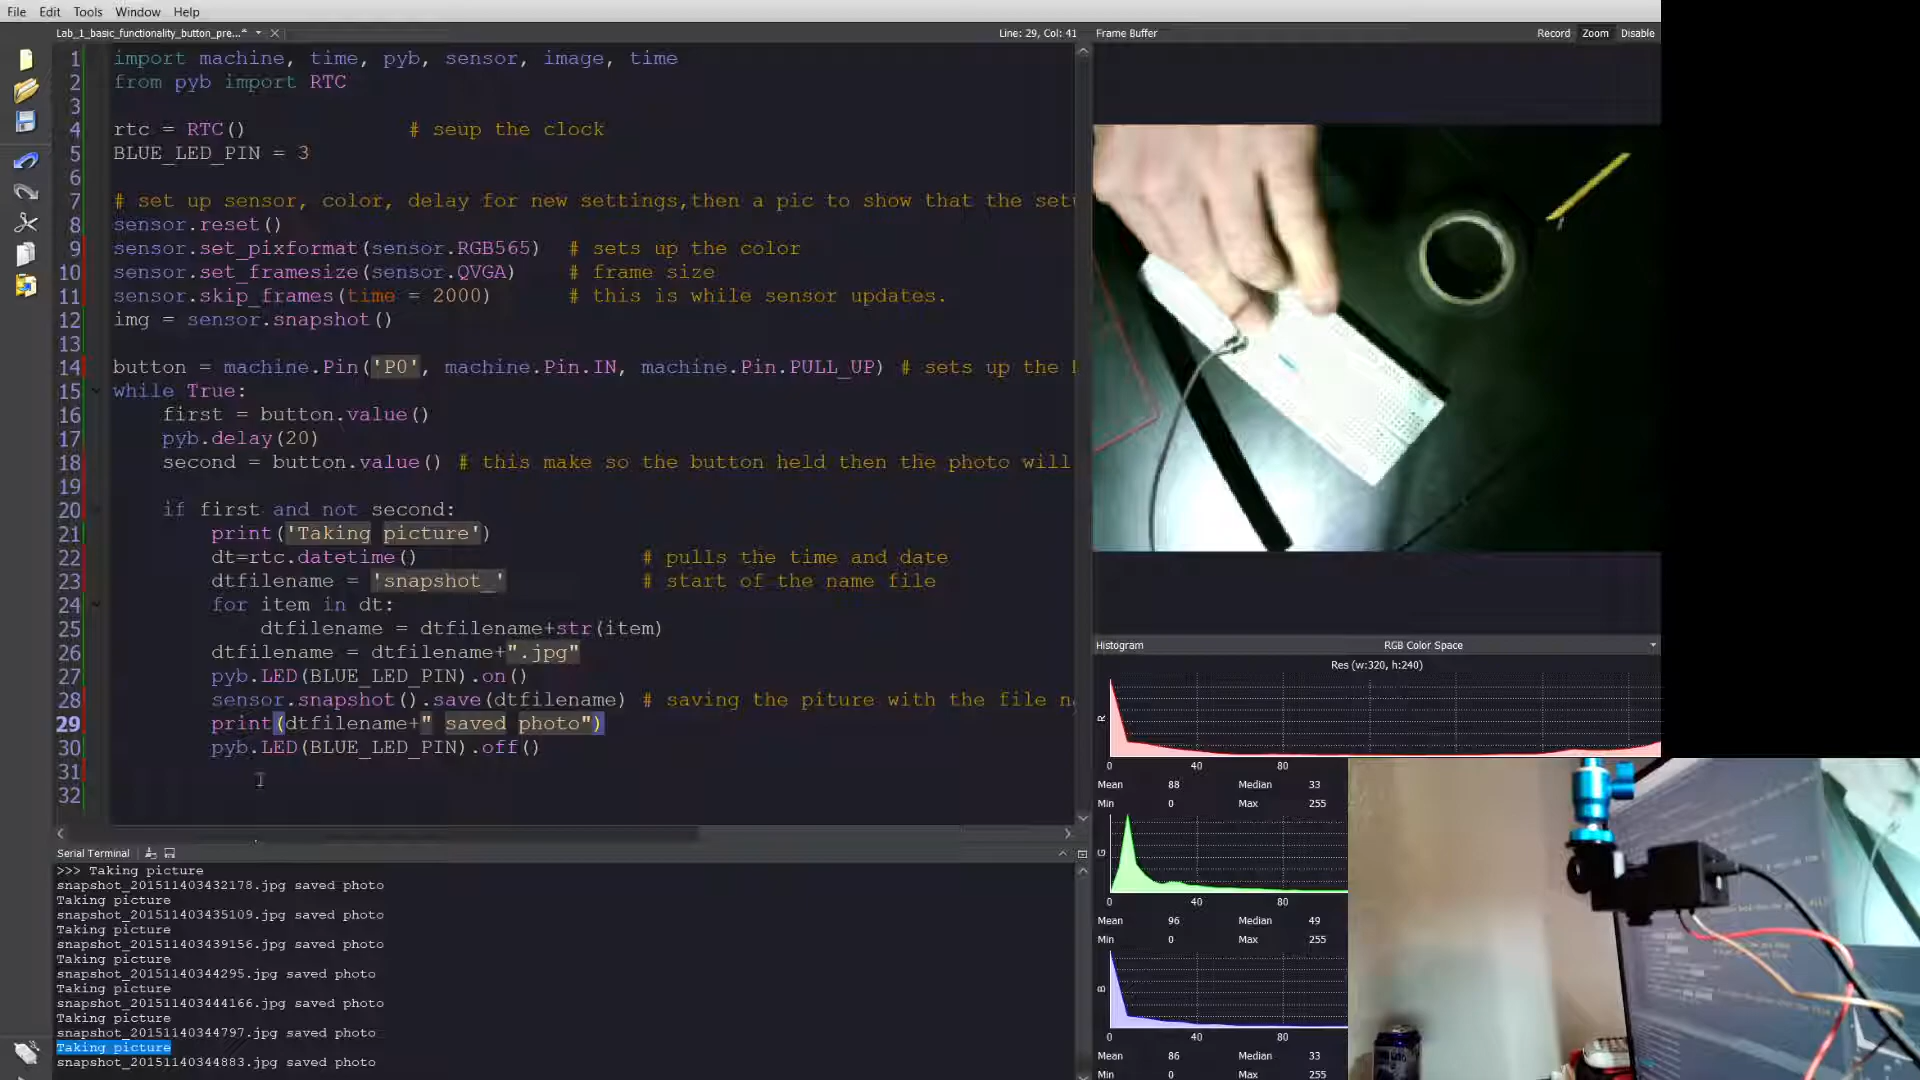 File Edit Tools Window Help
Lab_1_basic_functionality_button_pre...* Line: 29, Col: 41
Frame Buffer Record Zoom Disable
1 import machine, time, pyb, sensor, image, time
2 from pyb import RTC
3
4 rtc = RTC() # seup the clock
5 BLUE_LED_PIN = 3
6
7 # set up sensor, color, delay for new settings,then a pic to show that the set
8 sensor.reset()
9 sensor.set_pixformat(sensor.RGB565) # sets up the color
10 sensor.set_framesize(sensor.QVGA) # frame size
11 sensor.skip_frames(time = 2000) # this is while sensor updates.
12 img = sensor.snapshot()
13
14 button = machine.Pin('P0', machine.Pin.IN, machine.Pin.PULL_UP) # sets up the
15 while True:
16 first = button.value()
17 pyb.delay(20)
18 second = button.value() # this make so the button held then the photo will
19
20 if first and not second:
21 print('Taking picture')
22 dt=rtc.datetime() # pulls the time and date
23 dtfilename = 'snapshot_' # start of the name file
24 for item in dt:
25 dtfilename = dtfilename+str(item)
26 dtfilename = dtfilename+".jpg"
27 pyb.LED(BLUE_LED_PIN).on()
28 sensor.snapshot().save(dtfilename) # saving the piture with the file n
29 print(dtfilename+" saved photo")
30 pyb.LED(BLUE_LED_PIN).off()
31
32
Serial Terminal
>>> Taking picture
snapshot_201511403432178.jpg saved photo
Taking picture
snapshot_201511403435109.jpg saved photo
Taking picture
snapshot_201511403439156.jpg saved photo
Taking picture
snapshot_20151140344295.jpg saved photo
Taking picture
snapshot_201511403444166.jpg saved photo
Taking picture
snapshot_20151140344797.jpg saved photo
Taking picture
snapshot_20151140344883.jpg saved photo
Histogram RGB Color Space
Res (w:320, h:240)
R
0 40 80
Mean 88 Median 33
Min 0 Max 255
G
0 40 80
Mean 96 Median 49
Min 0 Max 255
B
0 40 80
Mean 86 Median 33
Min 0 Max 255